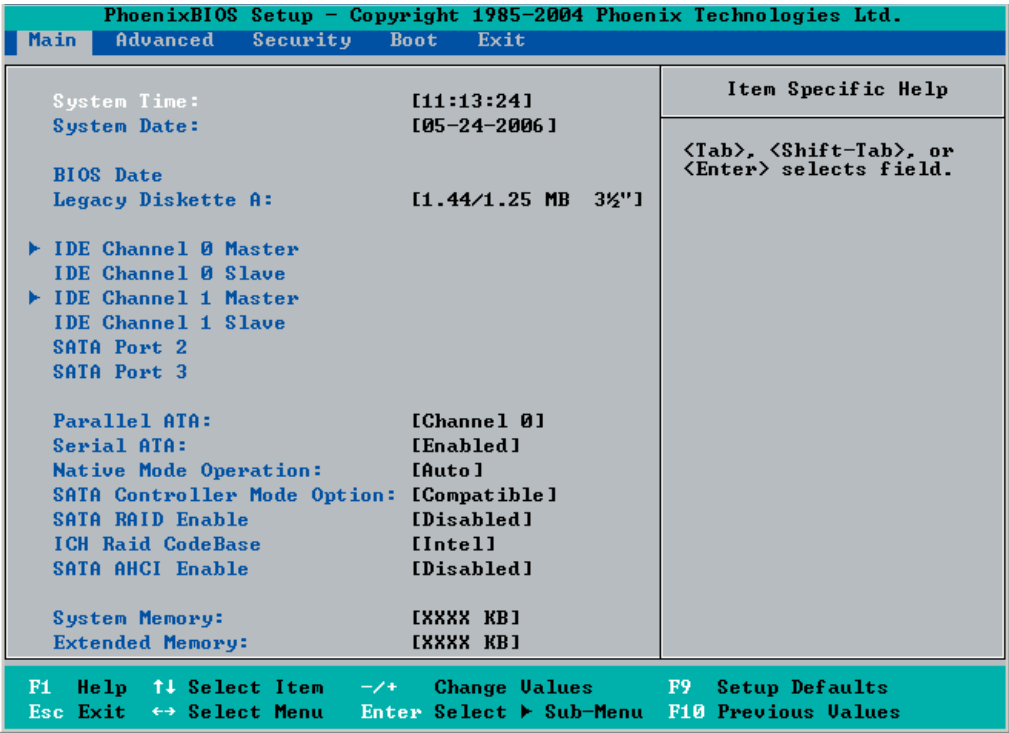 PhoenixBIOS Setup – Copyright 1985-2004 Phoenix Technologies Ltd.
Main Advanced Security Boot Exit
System Time: [11:13:24]
System Date: [05-24-2006]
BIOS Date
Legacy Diskette A: [1.44/1.25 MB 3½"]
▶ IDE Channel 0 Master
IDE Channel 0 Slave
▶ IDE Channel 1 Master
IDE Channel 1 Slave
SATA Port 2
SATA Port 3
Parallel ATA: [Channel 0]
Serial ATA: [Enabled]
Native Mode Operation: [Auto]
SATA Controller Mode Option: [Compatible]
SATA RAID Enable [Disabled]
ICH Raid CodeBase [Intel]
SATA AHCI Enable [Disabled]
System Memory: [XXXX KB]
Extended Memory: [XXXX KB]
Item Specific Help
<Tab>, <Shift-Tab>, or
<Enter> selects field.
F1 Help ↑↓ Select Item -/+ Change Values F9 Setup Defaults
Esc Exit ↔ Select Menu Enter Select ▶ Sub-Menu F10 Previous Values